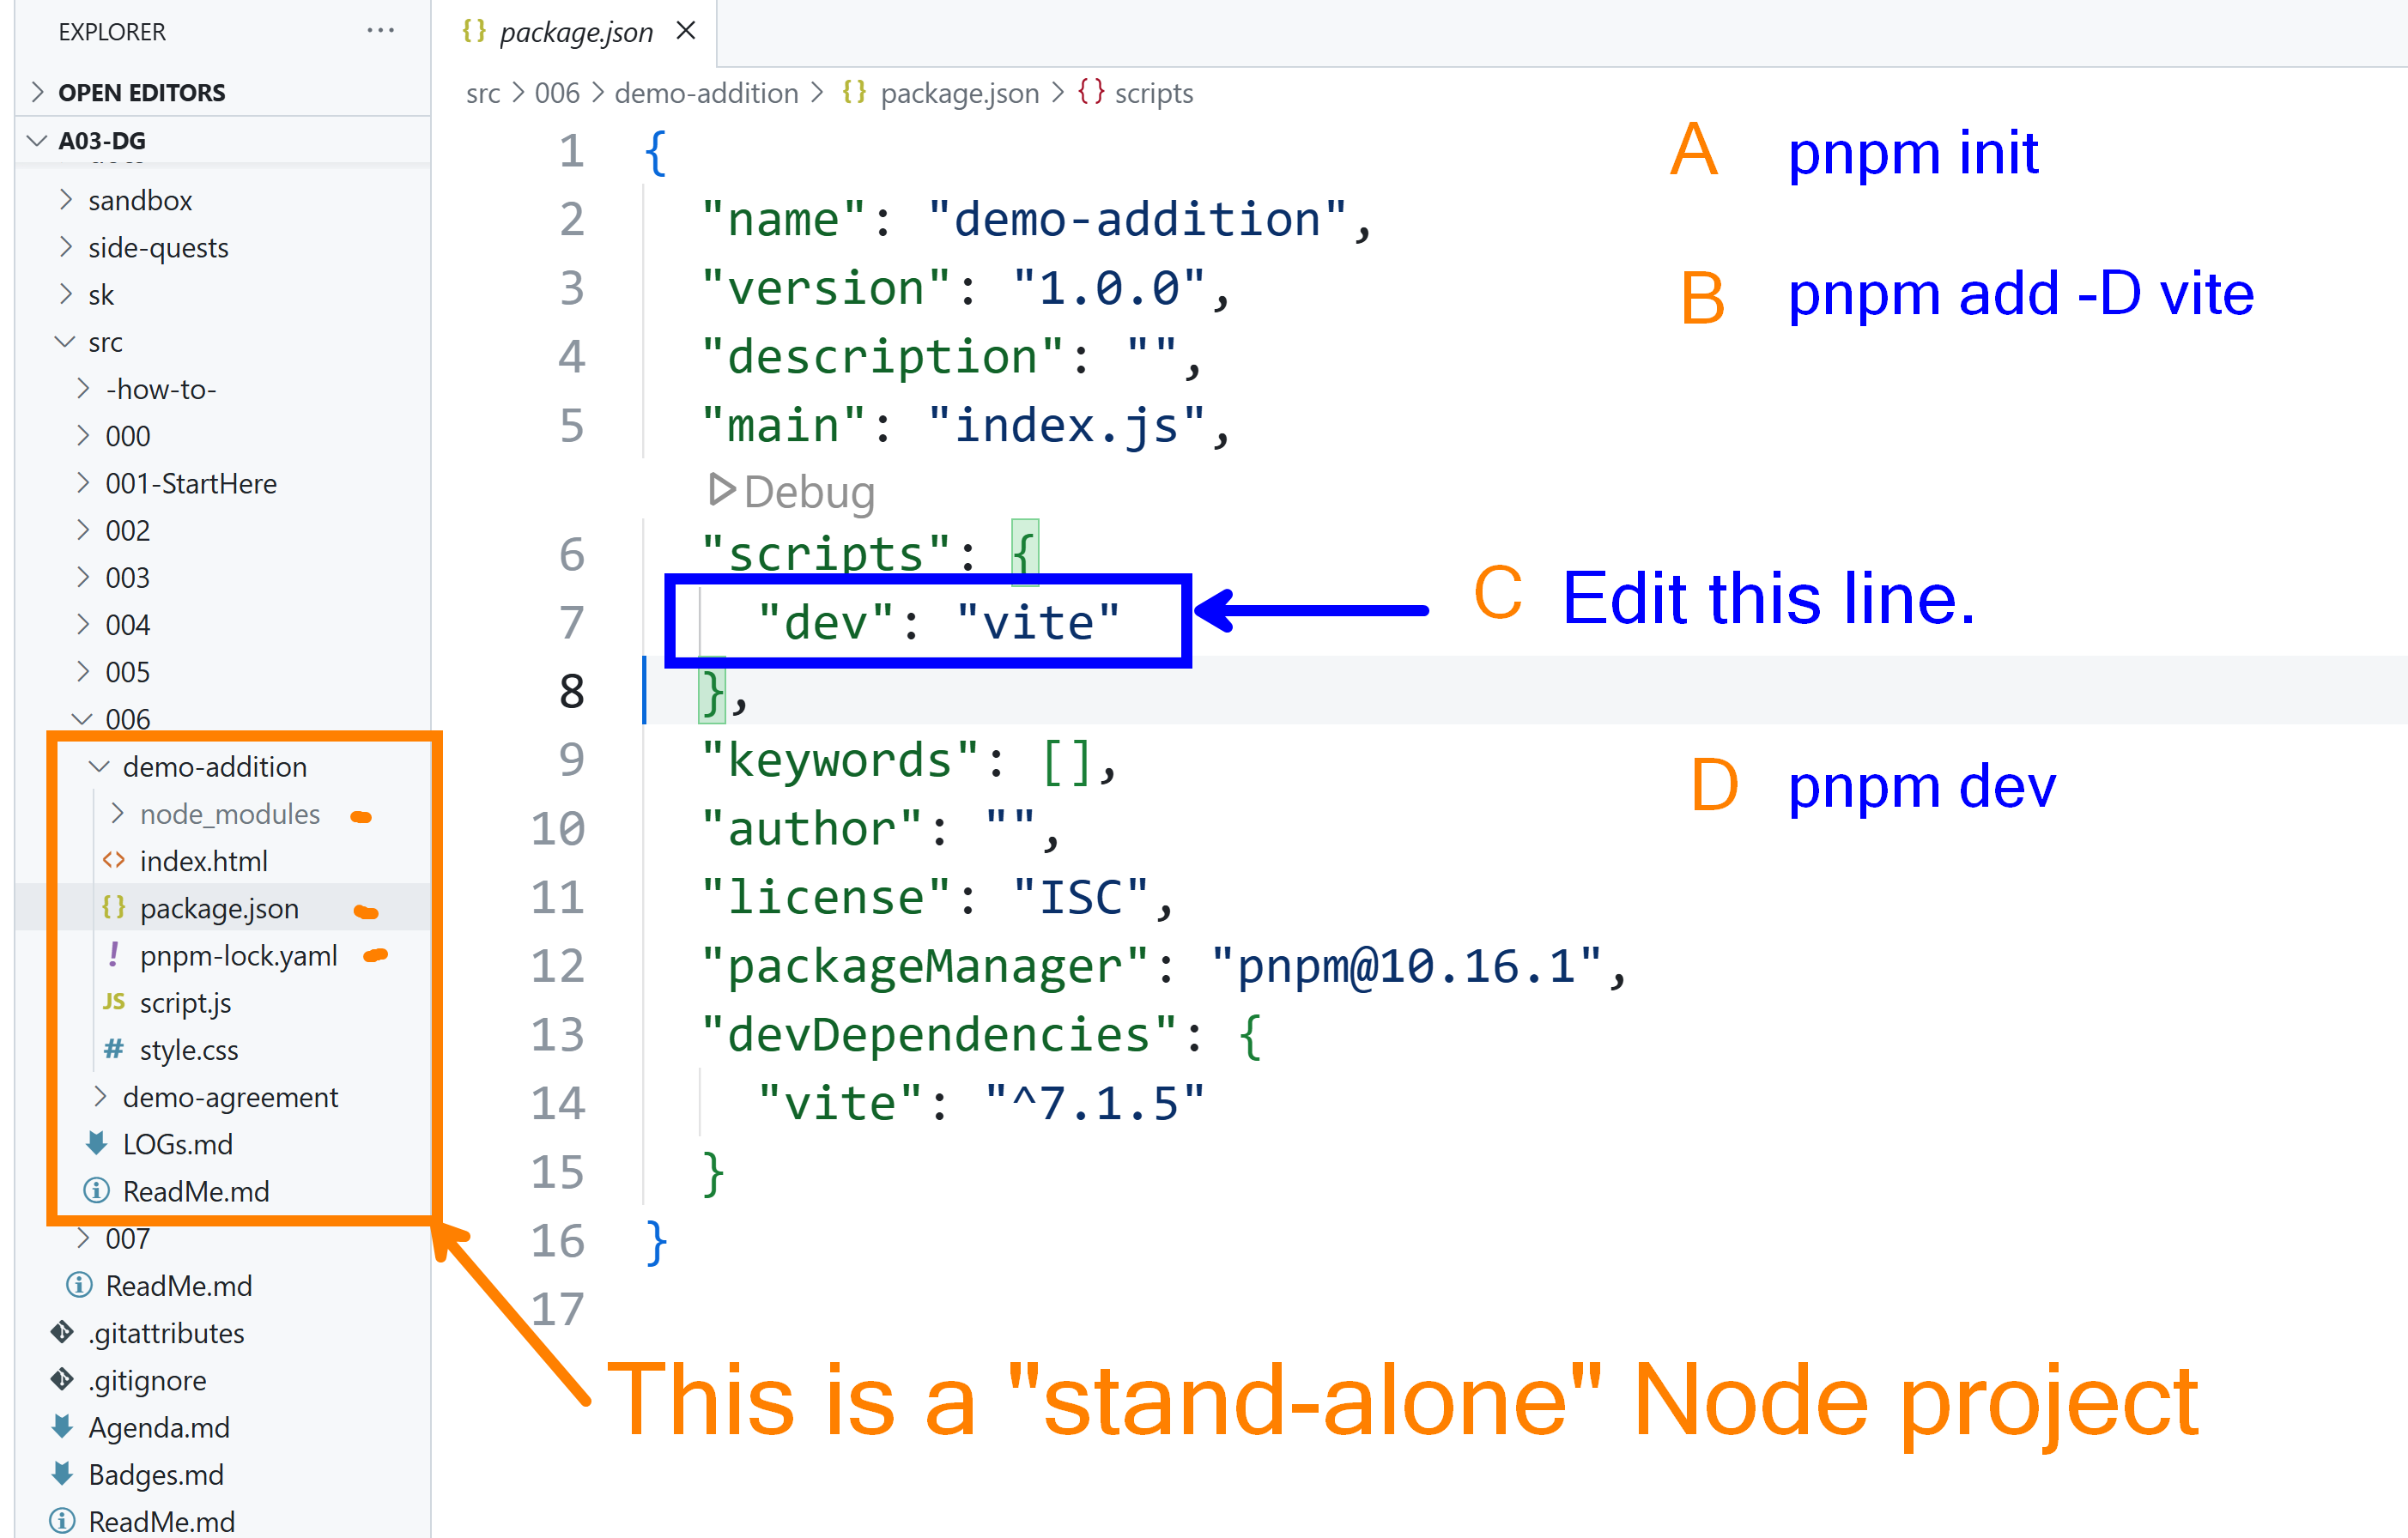 EXPLORER
···
OPEN EDITORS
A03-DG
sandbox
side-quests
sk
src
-how-to-
000
001-StartHere
002
003
004
005
006
demo-addition
node_modules
index.html
package.json
pnpm-lock.yaml
JS script.js
# style.css
demo-agreement
LOGs.md
ReadMe.md
007
ReadMe.md
.gitattributes
.gitignore
Agenda.md
Badges.md
ReadMe.md
{} package.json
src > 006 > demo-addition > {} package.json > {} scripts
1 {
2 "name": "demo-addition",
3 "version": "1.0.0",
4 "description": "",
5 "main": "index.js",
Debug
6 "scripts": {
7 "dev": "vite"
8 },
9 "keywords": [],
10 "author": "",
11 "license": "ISC",
12 "packageManager": "pnpm@10.16.1",
13 "devDependencies": {
14 "vite": "^7.1.5"
15 }
16 }
17
A pnpm init
B pnpm add -D vite
C Edit this line.
D pnpm dev
This is a "stand-alone" Node project